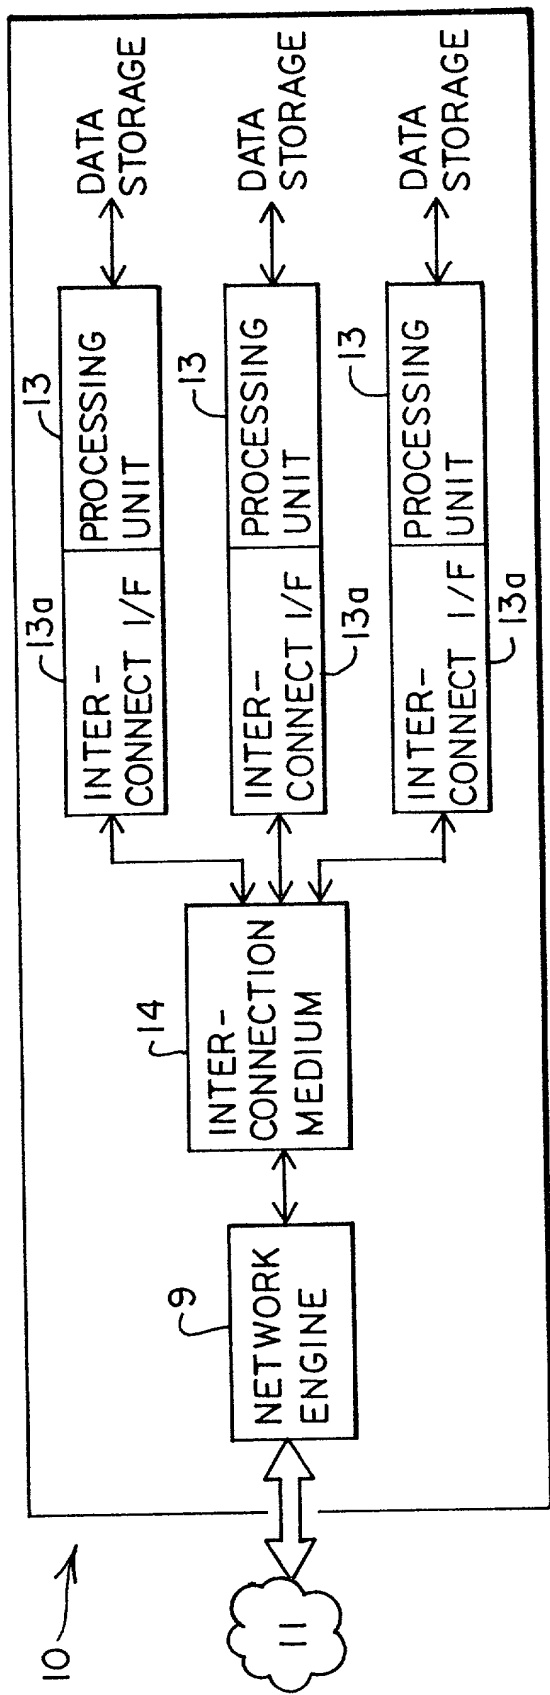 10
11
9
NETWORK
ENGINE
14
INTER-
CONNECTION
MEDIUM
13a
INTER-
CONNECT I/F
13
PROCESSING
UNIT
DATA
STORAGE
INTER-
CONNECT I/F
13a
13
PROCESSING
UNIT
DATA
STORAGE
INTER-
CONNECT I/F
13a
13
PROCESSING
UNIT
DATA
STORAGE